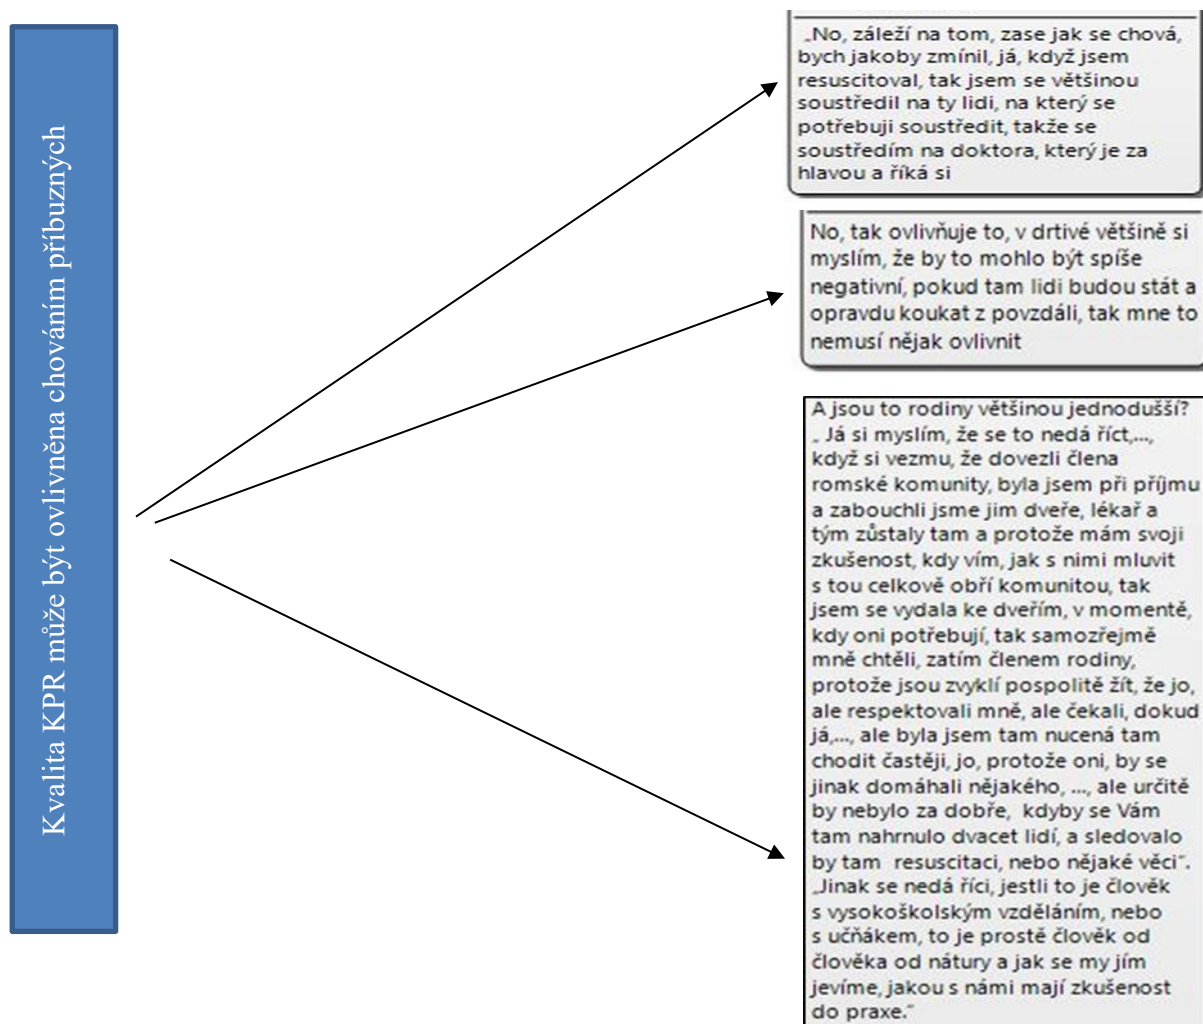 Kvalita KPR může být ovlivněna chováním příbuzných
„No, záleží na tom, zase jak se chová,
bych jakoby zmínil, já, když jsem
resuscitoval, tak jsem se většinou
soustředil na ty lidi, na který se
potřebuji soustředit, takže se
soustředím na doktora, který je za
hlavou a říká si
No, tak ovlivňuje to, v drtivé většině si
myslím, že by to mohlo být spíše
negativní, pokud tam lidi budou stát a
opravdu koukat z povzdáli, tak mne to
nemusí nějak ovlivnit
A jsou to rodiny většinou jednodušší?
„ Já si myslím, že se to nedá říct,...,
když si vezmu, že dovezli člena
romské komunity, byla jsem při příjmu
a zabouchli jsme jim dveře, lékař a
tým zůstaly tam a protože mám svoji
zkušenost, kdy vím, jak s nimi mluvit
s tou celkově obří komunitou, tak
jsem se vydala ke dveřím, v momentě,
kdy oni potřebují, tak samozřejmě
mně chtěli, zatím členem rodiny,
protože jsou zvyklí pospolitě žít, že jo,
ale respektovali mně, ale čekali, dokud
já,..., ale byla jsem tam nucená tam
chodit častěji, jo, protože oni, by se
jinak domáhali nějakého, ..., ale určitě
by nebylo za dobře, kdyby se Vám
tam nahrnulo dvacet lidí, a sledovalo
by tam resuscitaci, nebo nějaké věci“.
„Jinak se nedá říci, jestli to je člověk
s vysokoškolským vzděláním, nebo
s učňákem, to je prostě člověk od
člověka od nátury a jak se my jím
jevíme, jakou s námi mají zkušenost
do praxe.“